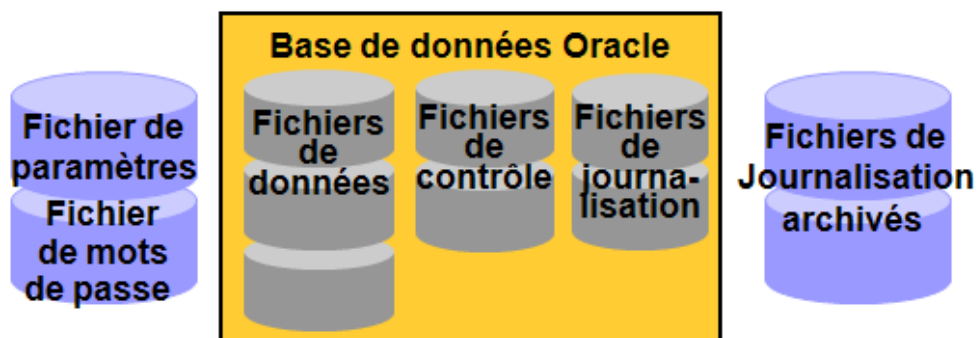 Base de données Oracle
Fichier de
paramètres
Fichier
de mots
de passe
Fichiers
de
données
Fichiers
de
contrôle
Fichiers
de
journa-
lisation
Fichiers de
Journalisation
archivés